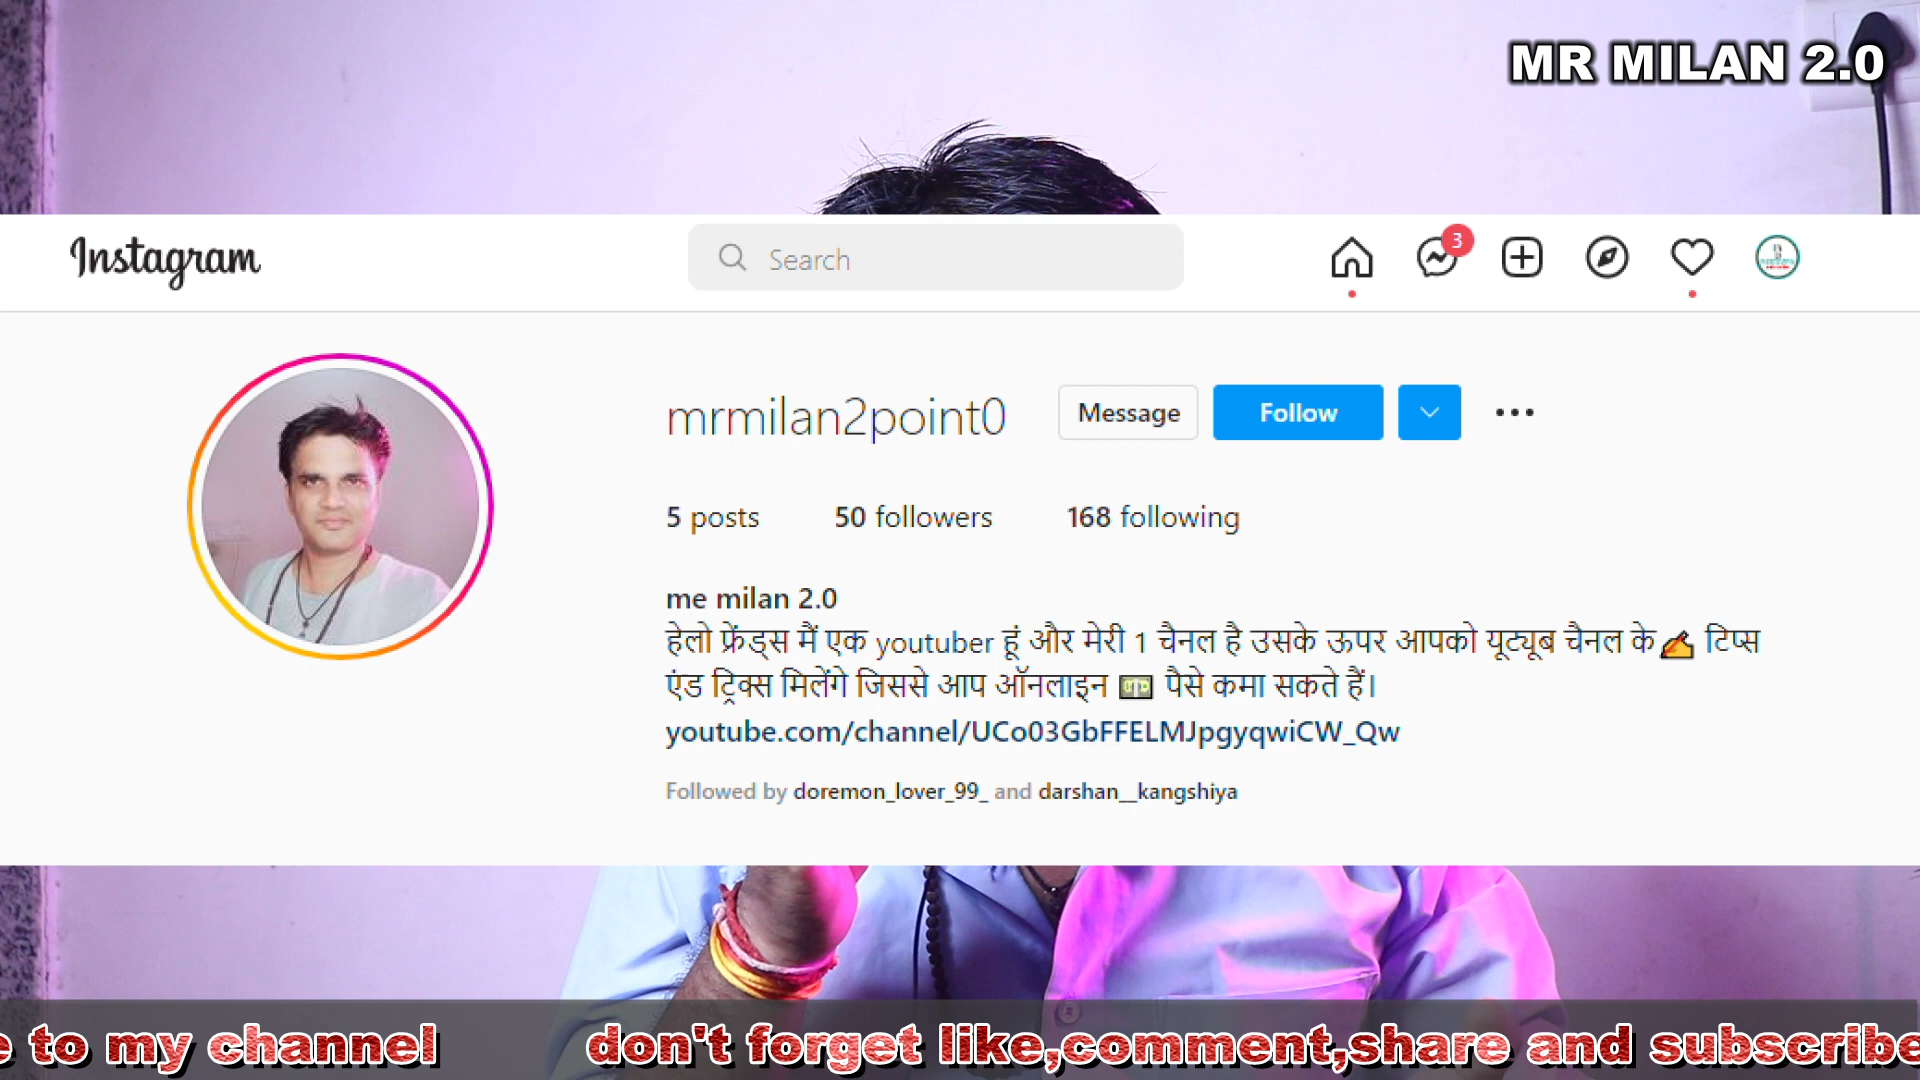 MR MILAN 2.0
Instagram
Search
3
mrmilan2point0
Message
Follow
5 posts
50 followers
168 following
me milan 2.0
हेलो फ्रेंड्स मैं एक youtuber हूं और मेरी 1 चैनल है उसके ऊपर आपको यूट्यूब चैनल के✍️ टिप्स
एंड ट्रिक्स मिलेंगे जिससे आप ऑनलाइन 💵 पैसे कमा सकते हैं।
youtube.com/channel/UCo03GbFFELMJpgyqwiCW_Qw
Followed by doremon_lover_99_ and darshan__kangshiya
e to my channel don't forget like,comment,share and subscribe